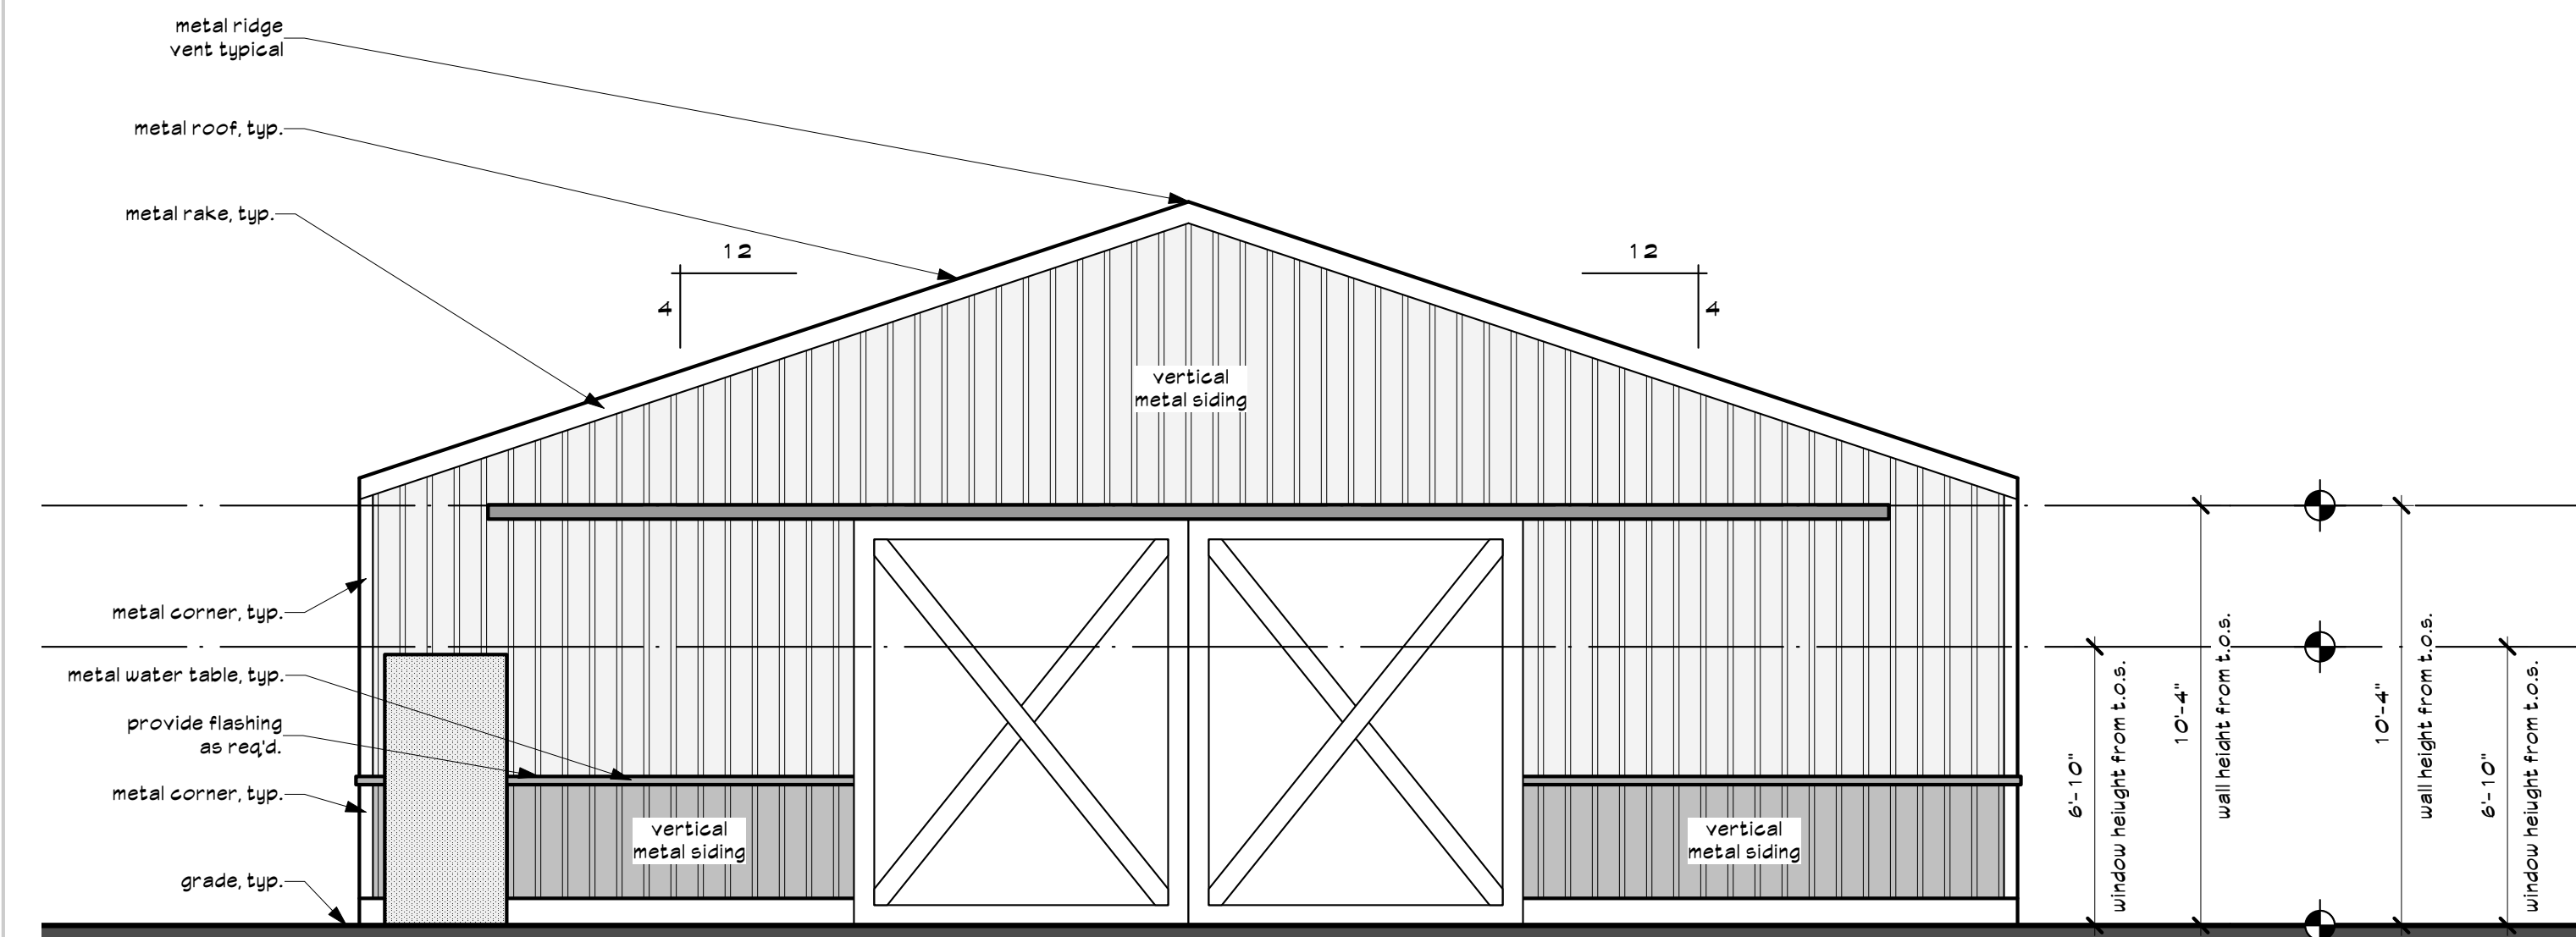 metal ridge
vent typical
metal roof, typ.
metal rake, typ.
12
4
12
4
vertical
metal siding
metal corner, typ.
metal water table, typ.
provide flashing
as req'd.
metal corner, typ.
grade, typ.
vertical
metal siding
vertical
metal siding
6'-10"
window height from t.o.s.
10'-4"
wall height from t.o.s.
10'-4"
wall height from t.o.s.
6'-10"
window height from t.o.s.